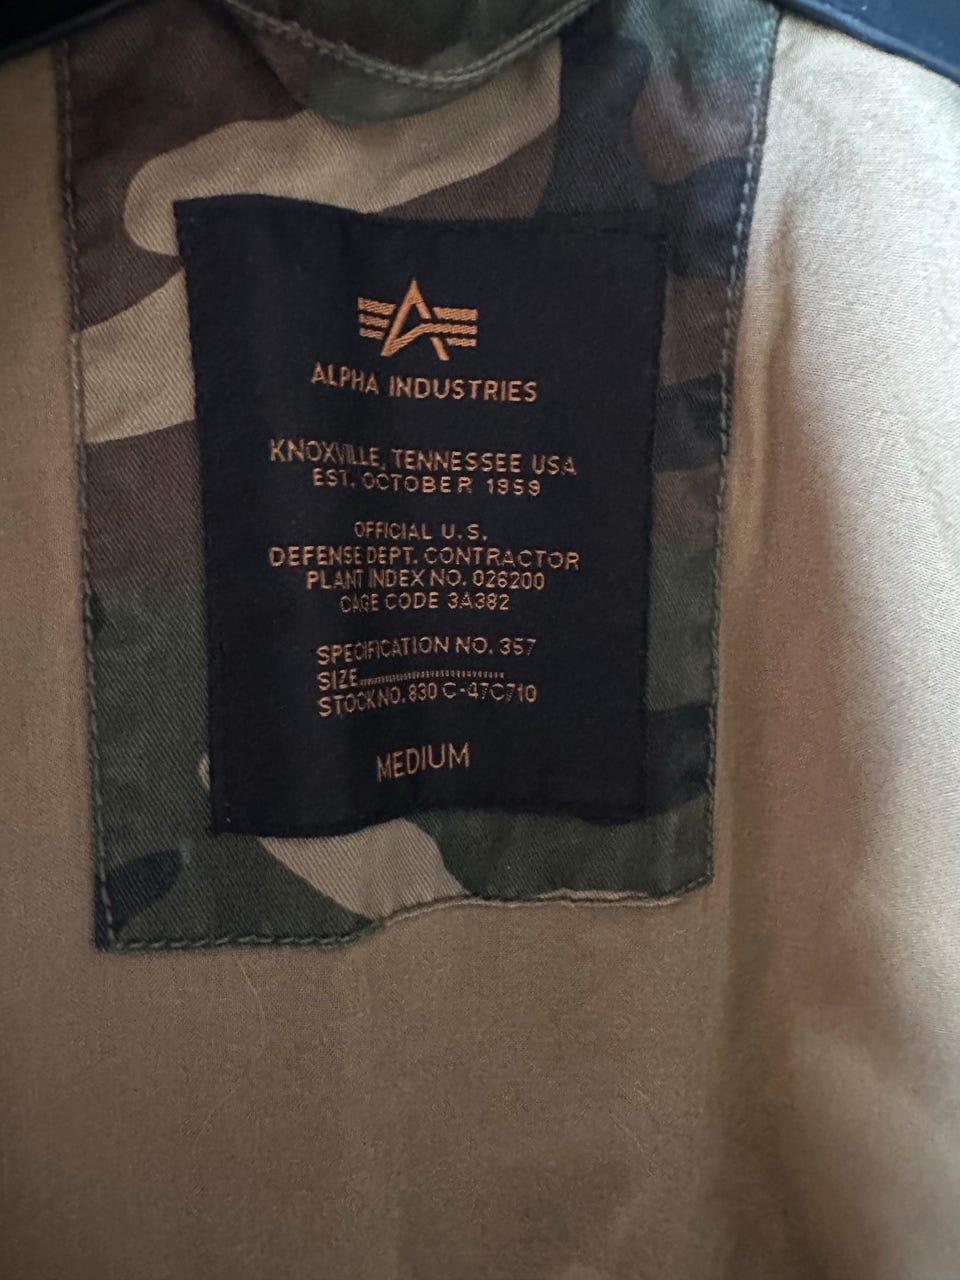 ALPHA INDUSTRIES
KNOXVILLE, TENNESSEE USA
EST. OCTOBER 1959
OFFICIAL U.S.
DEFENSE DEPT. CONTRACTOR
PLANT INDEX NO. 026200
CAGE CODE 3A382
SPECIFICATION NO. 357
SIZE....................
STOCK NO. 830 C-47C710
MEDIUM